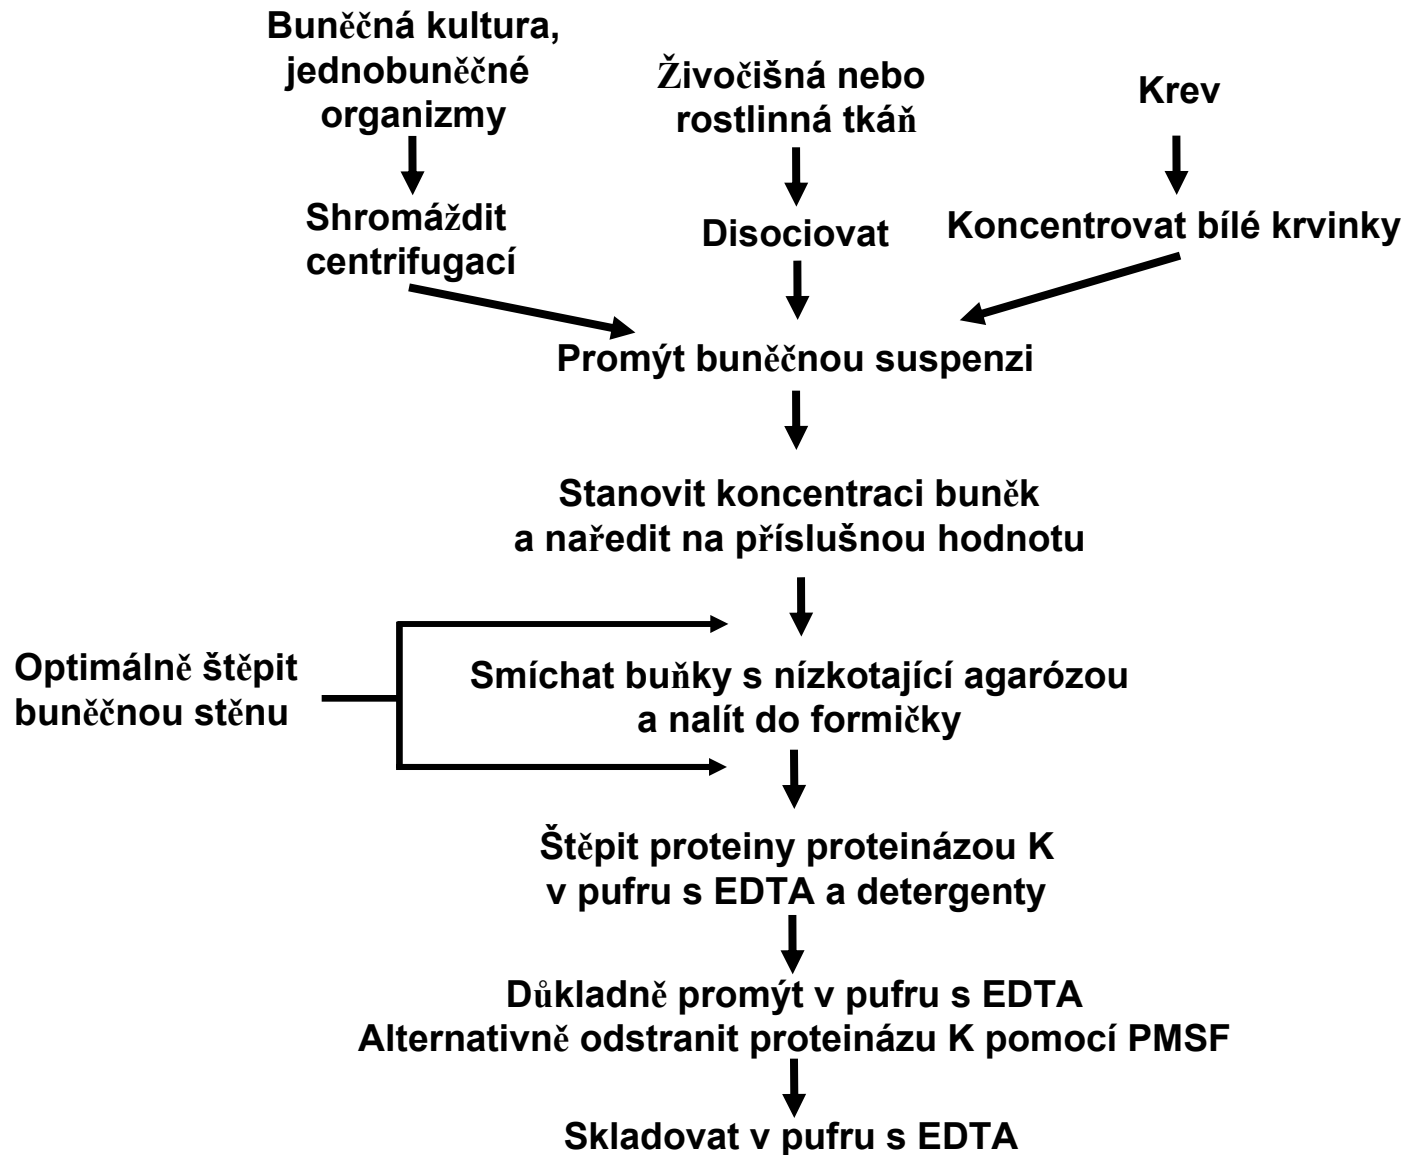 Buněčná kultura,
jednobuněčné
organizmy
Živočišná nebo
rostlinná tkáň
Krev
Shromáždit
centrifugací
Disociovat
Koncentrovat bílé krvinky
Promýt buněčnou suspenzi
Stanovit koncentraci buněk
a naředit na příslušnou hodnotu
Optimálně štěpit
buněčnou stěnu
Smíchat buňky s nízkotající agarózou
a nalít do formičky
Štěpit proteiny proteinázou K
v pufru s EDTA a detergenty
Důkladně promýt v pufru s EDTA
Alternativně odstranit proteinázu K pomocí PMSF
Skladovat v pufru s EDTA